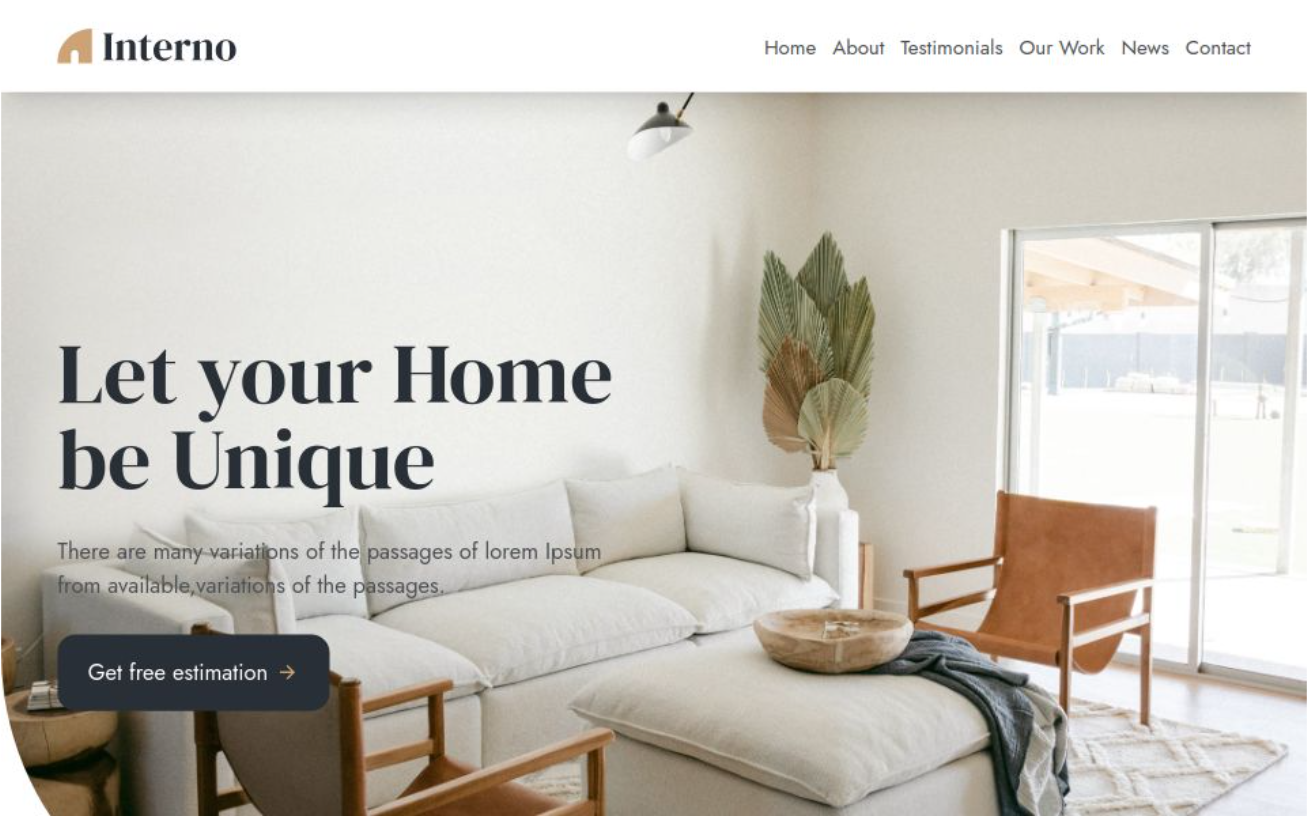 Interno
Home About Testimonials Our Work News Contact
Let your Home
be Unique
There are many variations of the passages of lorem Ipsum
from available,variations of the passages.
Get free estimation →